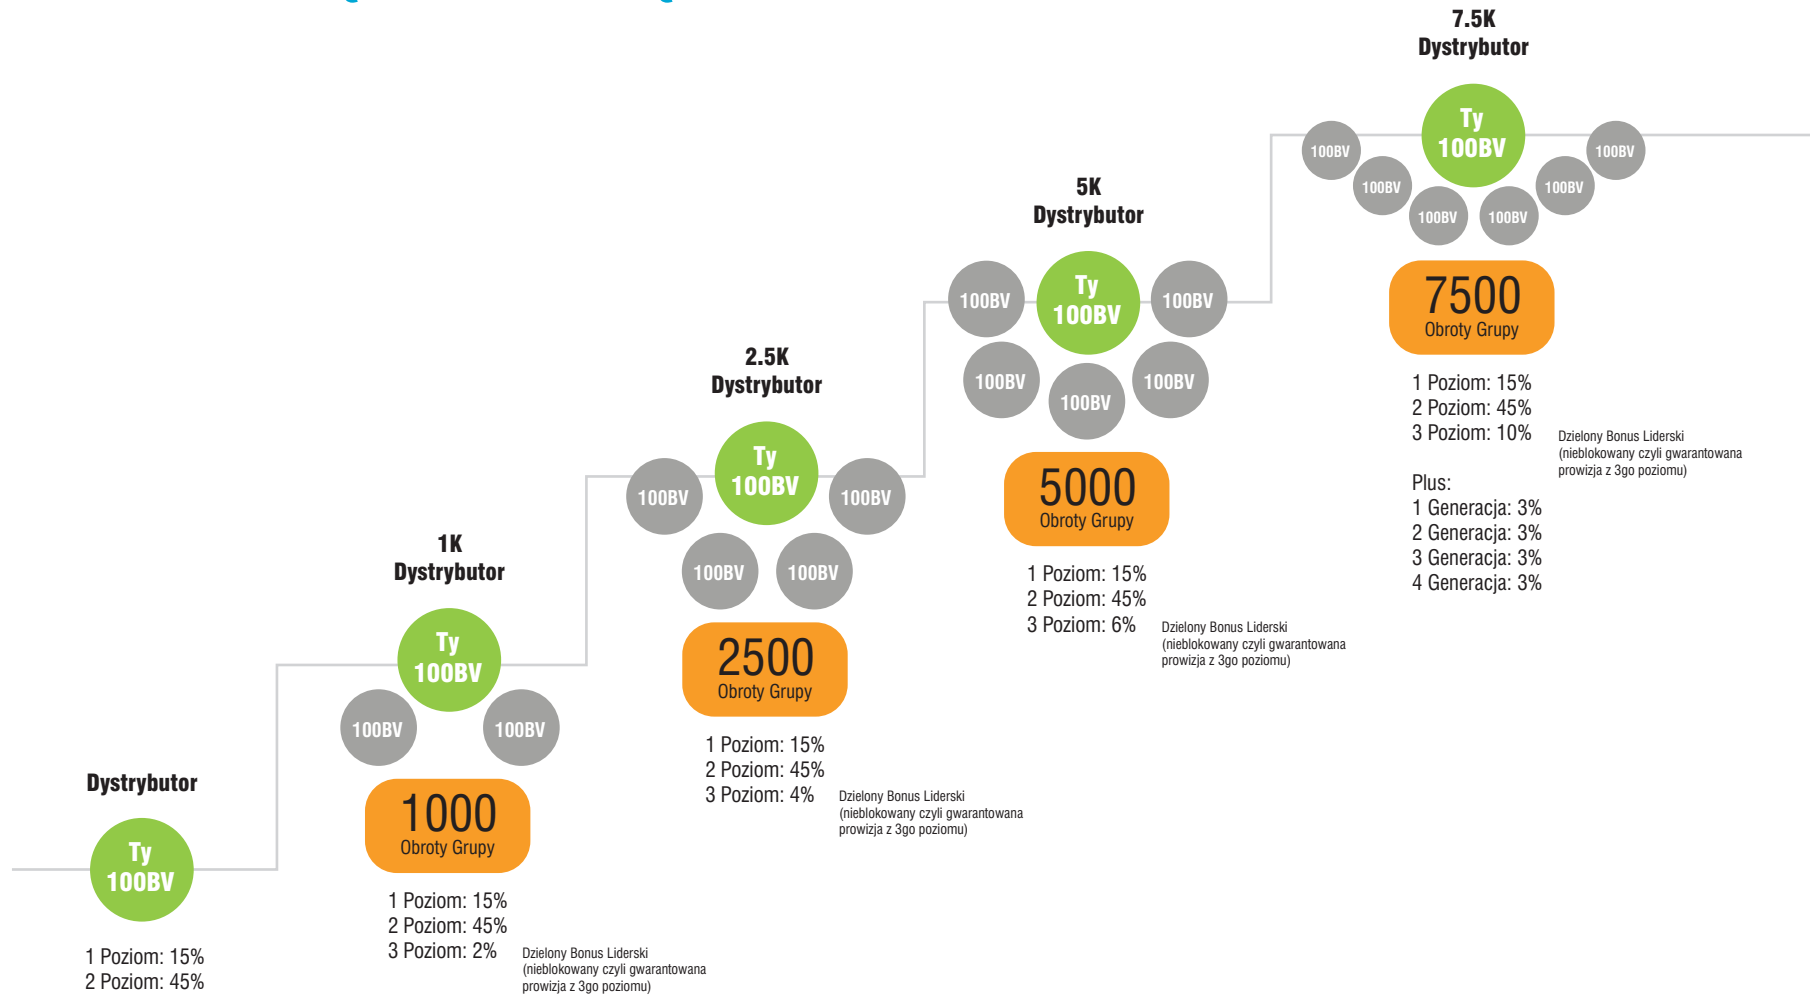 Dystrybutor
Ty
100BV
1 Poziom: 15%
2 Poziom: 45%
1K
Dystrybutor
Ty
100BV
100BV
100BV
1000
Obroty Grupy
1 Poziom: 15%
2 Poziom: 45%
3 Poziom: 2%
Dzielony Bonus Liderski
(nieblokowany czyli gwarantowana
prowizja z 3go poziomu)
2.5K
Dystrybutor
Ty
100BV
100BV
100BV
100BV
100BV
2500
Obroty Grupy
1 Poziom: 15%
2 Poziom: 45%
3 Poziom: 4%
Dzielony Bonus Liderski
(nieblokowany czyli gwarantowana
prowizja z 3go poziomu)
5K
Dystrybutor
Ty
100BV
100BV
100BV
100BV
100BV
100BV
5000
Obroty Grupy
1 Poziom: 15%
2 Poziom: 45%
3 Poziom: 6%
Dzielony Bonus Liderski
(nieblokowany czyli gwarantowana
prowizja z 3go poziomu)
7.5K
Dystrybutor
Ty
100BV
100BV
100BV
100BV
100BV
100BV
100BV
7500
Obroty Grupy
1 Poziom: 15%
2 Poziom: 45%
3 Poziom: 10%
Dzielony Bonus Liderski
(nieblokowany czyli gwarantowana
prowizja z 3go poziomu)
Plus:
1 Generacja: 3%
2 Generacja: 3%
3 Generacja: 3%
4 Generacja: 3%